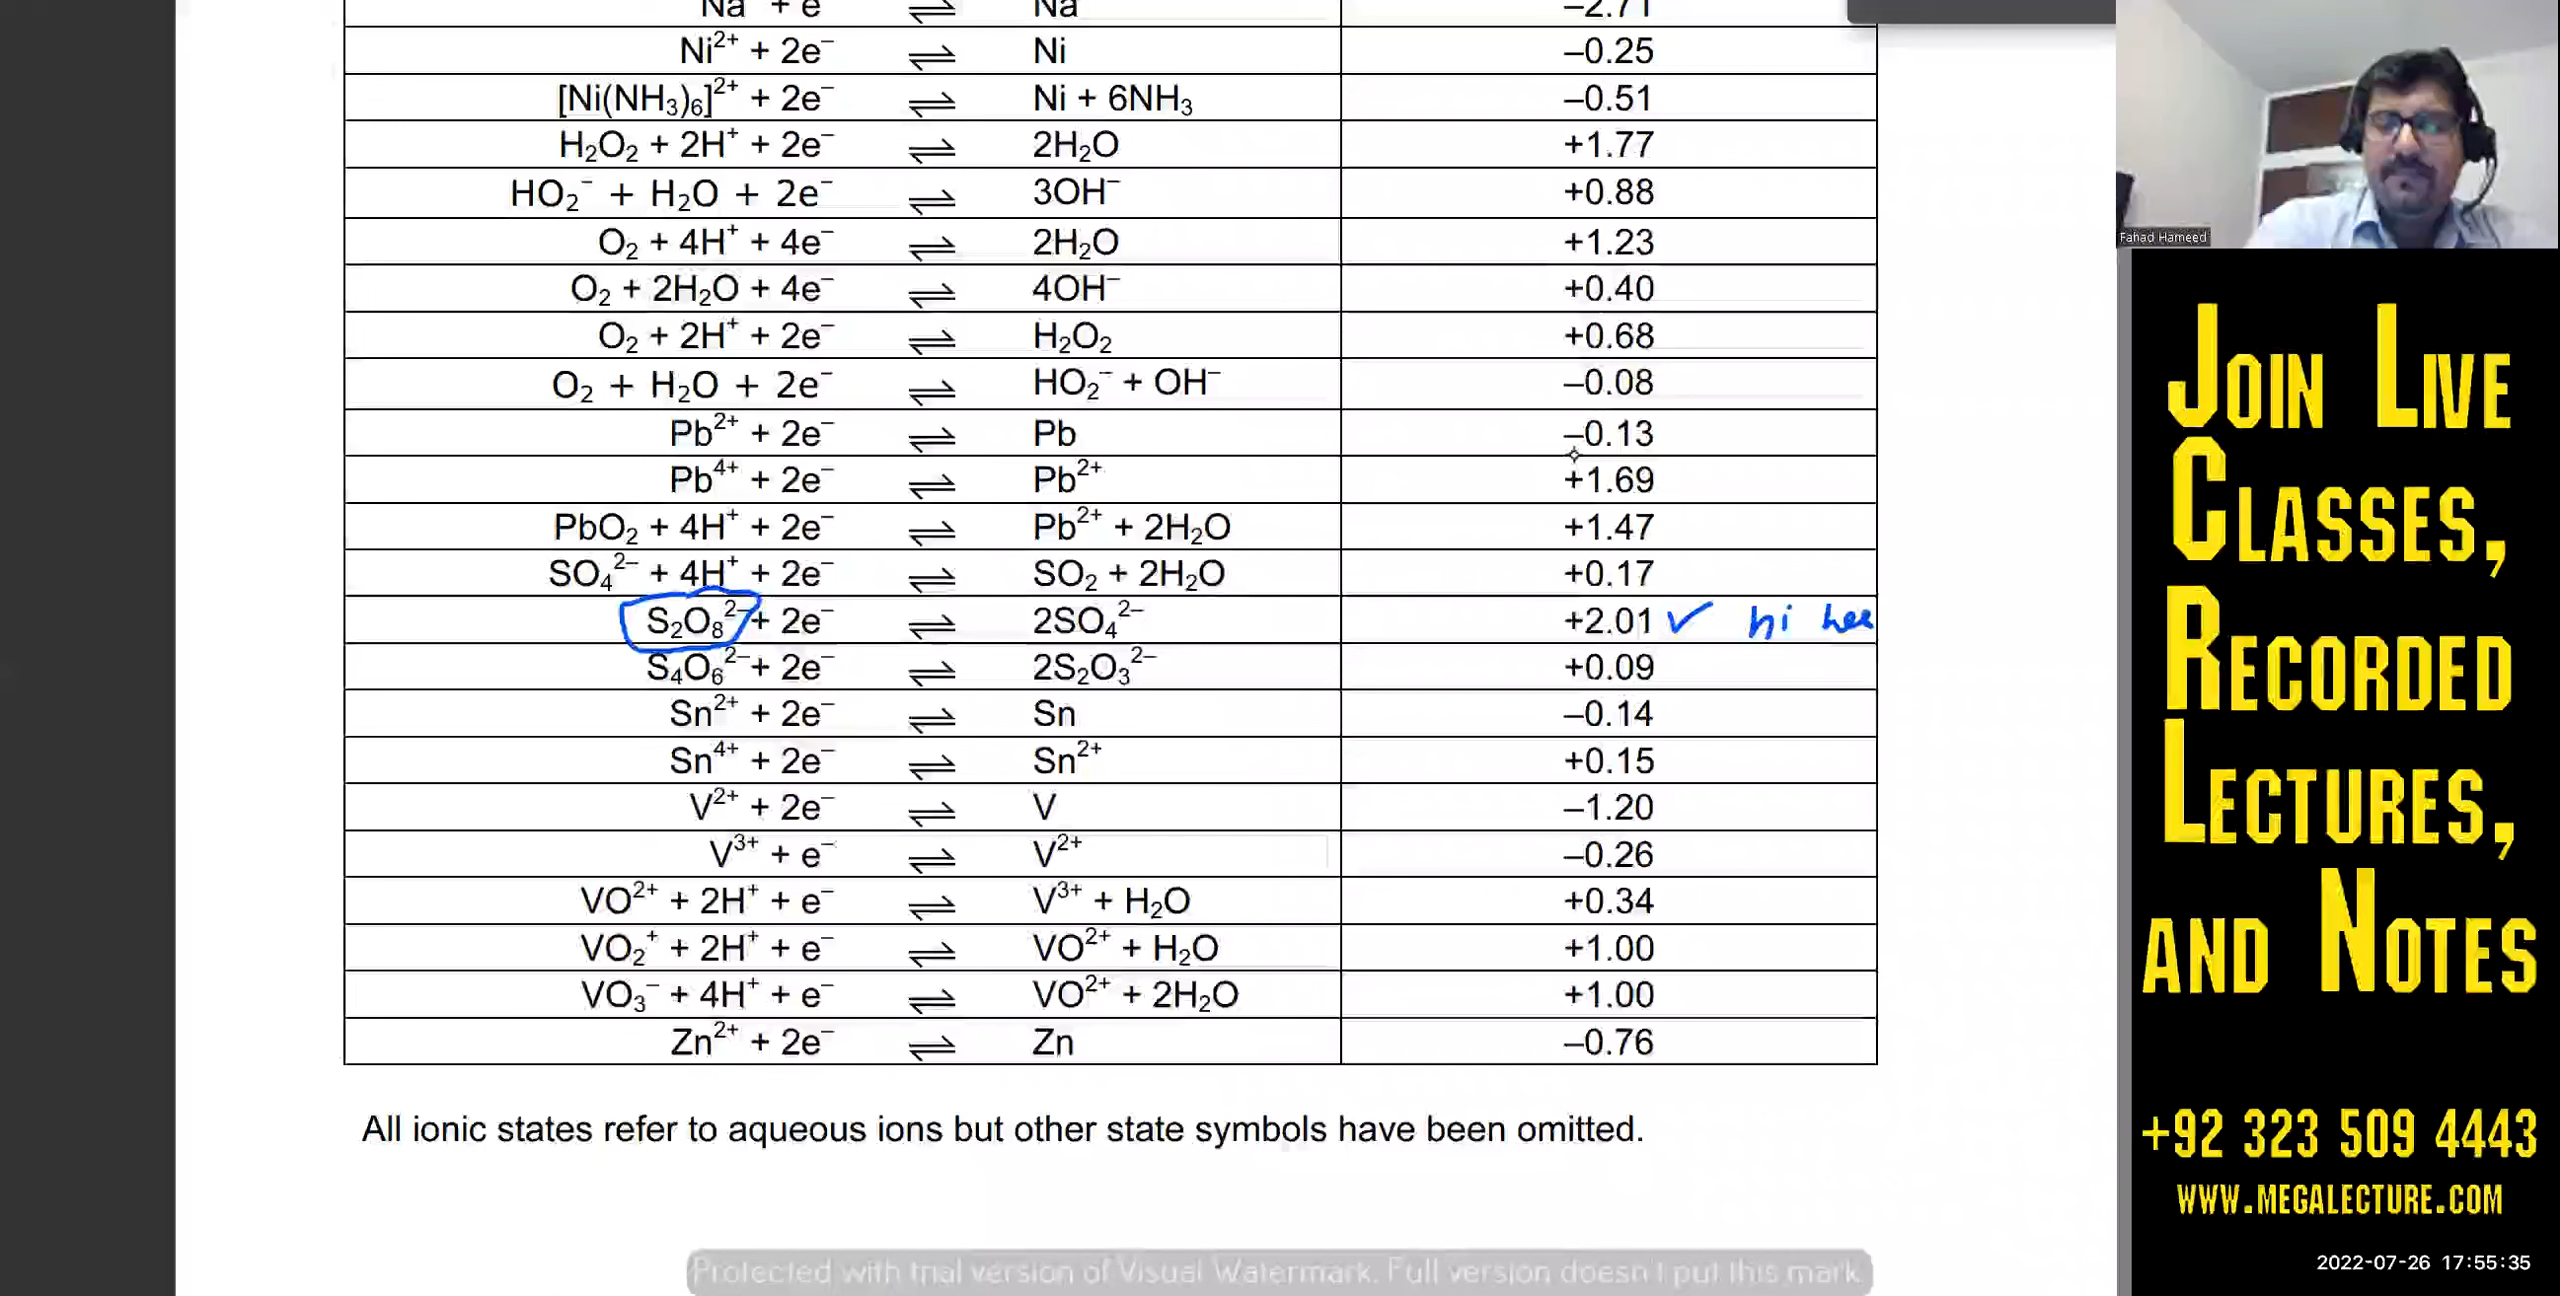 Na + e ⇌ Na –2.71
Ni²⁺ + 2e⁻ ⇌ Ni –0.25
[Ni(NH₃)₆]²⁺ + 2e⁻ ⇌ Ni + 6NH₃ –0.51
H₂O₂ + 2H⁺ + 2e⁻ ⇌ 2H₂O +1.77
HO₂⁻ + H₂O + 2e⁻ ⇌ 3OH⁻ +0.88
O₂ + 4H⁺ + 4e⁻ ⇌ 2H₂O +1.23
O₂ + 2H₂O + 4e⁻ ⇌ 4OH⁻ +0.40
O₂ + 2H⁺ + 2e⁻ ⇌ H₂O₂ +0.68
O₂ + H₂O + 2e⁻ ⇌ HO₂⁻ + OH⁻ –0.08
Pb²⁺ + 2e⁻ ⇌ Pb –0.13
Pb⁴⁺ + 2e⁻ ⇌ Pb²⁺ +1.69
PbO₂ + 4H⁺ + 2e⁻ ⇌ Pb²⁺ + 2H₂O +1.47
SO₄²⁻ + 4H⁺ + 2e⁻ ⇌ SO₂ + 2H₂O +0.17
S₂O₈²⁻ + 2e⁻ ⇌ 2SO₄²⁻ +2.01 ✓ hi
S₄O₆²⁻ + 2e⁻ ⇌ 2S₂O₃²⁻ +0.09
Sn²⁺ + 2e⁻ ⇌ Sn –0.14
Sn⁴⁺ + 2e⁻ ⇌ Sn²⁺ +0.15
V²⁺ + 2e⁻ ⇌ V –1.20
V³⁺ + e⁻ ⇌ V²⁺ –0.26
VO²⁺ + 2H⁺ + e⁻ ⇌ V³⁺ + H₂O +0.34
VO₂⁺ + 2H⁺ + e⁻ ⇌ VO²⁺ + H₂O +1.00
VO₃⁻ + 4H⁺ + e⁻ ⇌ VO²⁺ + 2H₂O +1.00
Zn²⁺ + 2e⁻ ⇌ Zn –0.76
All ionic states refer to aqueous ions but other state symbols have been omitted.
Protected with trial version of Visual Watermark. Full version doesn't put this mark.
Fahad Hameed
JOIN LIVE
CLASSES,
RECORDED
LECTURES,
AND NOTES
+92 323 509 4443
WWW.MEGALECTURE.COM
2022-07-26 17:55:35